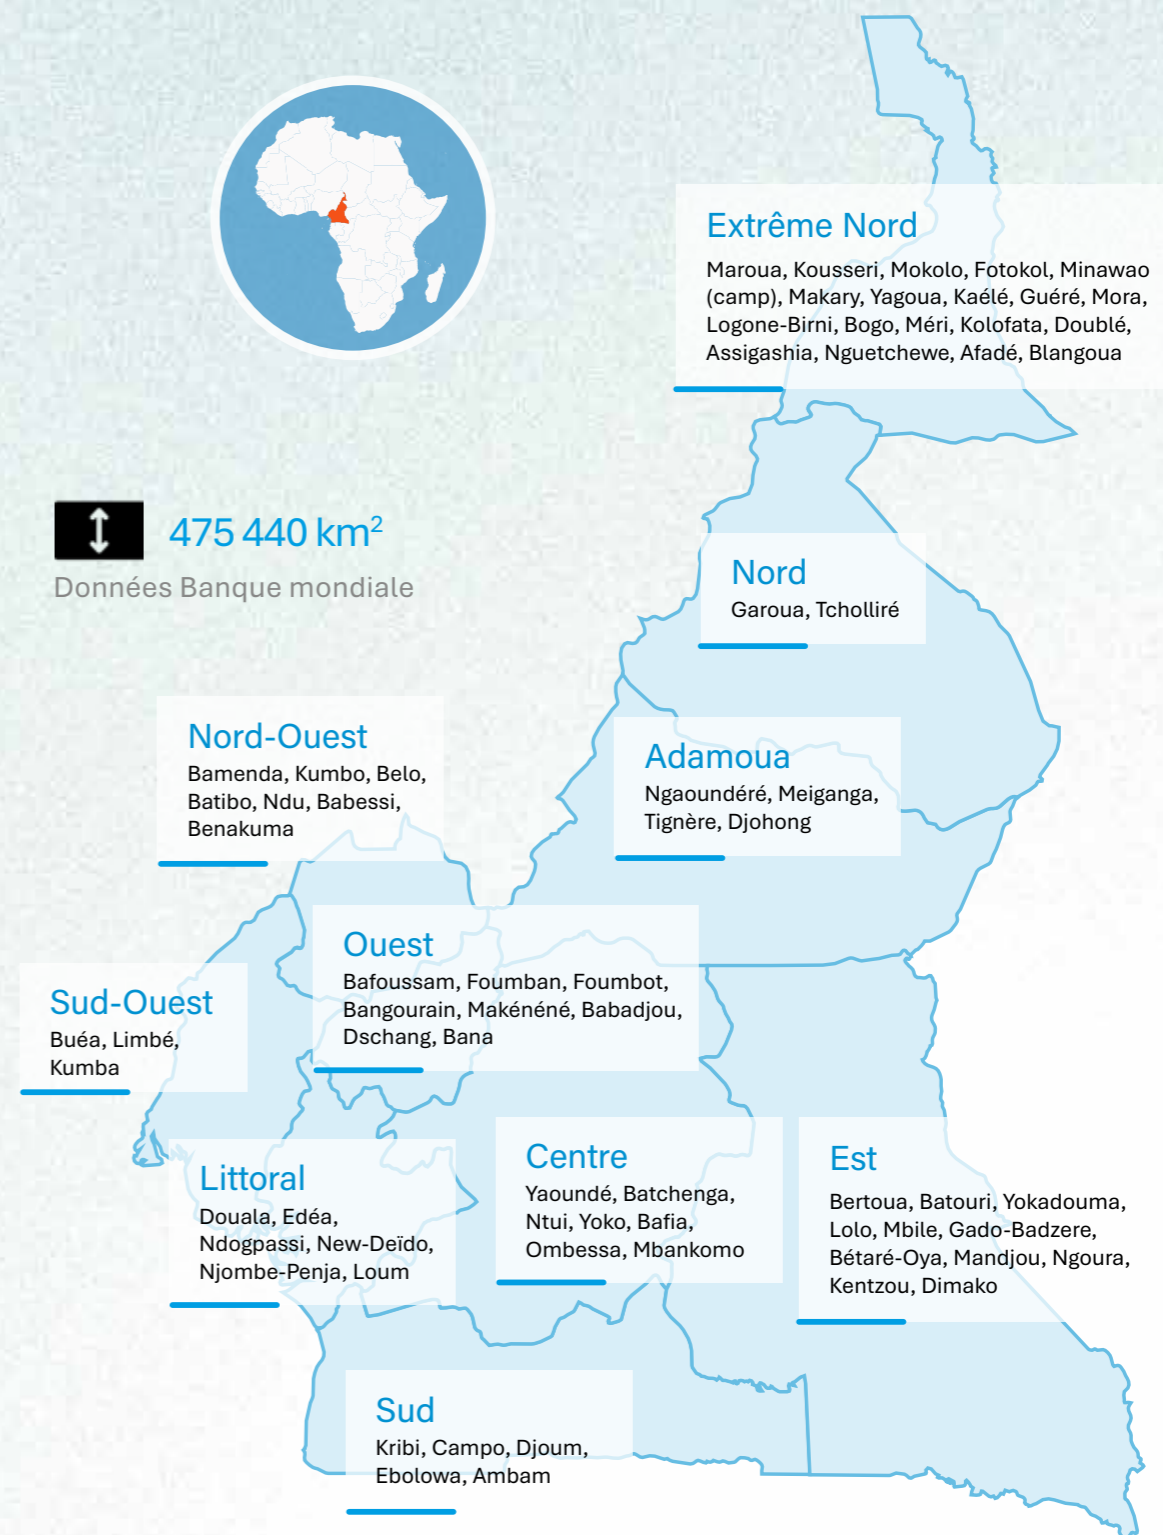 Extrême Nord
Maroua, Kousseri, Mokolo, Fotokol, Minawao
(camp), Makary, Yagoua, Kaélé, Guéré, Mora,
Logone-Birni, Bogo, Méri, Kolofata, Doublé,
Assigashia, Nguetchewe, Afadé, Blangoua
475 440 km²
Données Banque mondiale
Nord
Garoua, Tcholliré
Nord-Ouest
Bamenda, Kumbo, Belo,
Batibo, Ndu, Babessi,
Benakuma
Adamoua
Ngaoundéré, Meiganga,
Tignère, Djohong
Ouest
Bafoussam, Foumban, Foumbot,
Bangourain, Makénéné, Babadjou,
Dschang, Bana
Sud-Ouest
Buéa, Limbé,
Kumba
Littoral
Douala, Edéa,
Ndogpassi, New-Deïdo,
Njombe-Penja, Loum
Centre
Yaoundé, Batchenga,
Ntui, Yoko, Bafia,
Ombessa, Mbankomo
Est
Bertoua, Batouri, Yokadouma,
Lolo, Mbile, Gado-Badzere,
Bétaré-Oya, Mandjou, Ngoura,
Kentzou, Dimako
Sud
Kribi, Campo, Djoum,
Ebolowa, Ambam